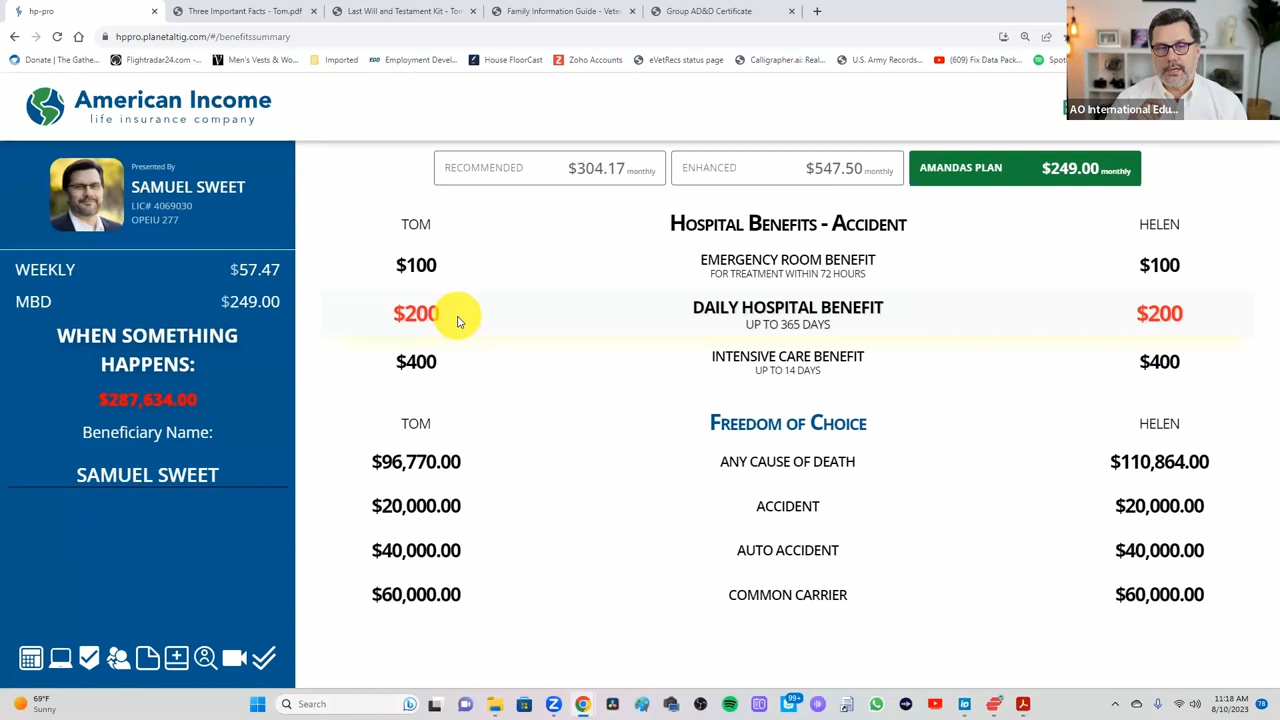 hp-pro
Three Important Facts - Tom.pdf
Last Will and Testament Kit - Tom
Family Information Guide - Vete
Group AD&D Certificate
hppro.planetaltig.com/#/benefitssummary
Donate | The Gathe...
Flightradar24.com -...
Men's Vests & Wo...
Imported
EDD Employment Devel...
House FloorCast
Zoho Accounts
eVetRecs status page
Calligrapher.ai: Real...
U.S. Army Records...
(609) Fix Data Pack...
Spot
AO International Edu...
American Income
life insurance company
Presented By
SAMUEL SWEET
LIC# 4069030
OPEIU 277
WEEKLY $57.47
MBD $249.00
WHEN SOMETHING
HAPPENS:
$287,634.00
Beneficiary Name:
SAMUEL SWEET
RECOMMENDED $304.17 monthly
ENHANCED $547.50 monthly
AMANDAS PLAN $249.00 monthly
TOM HOSPITAL BENEFITS - ACCIDENT HELEN
$100 EMERGENCY ROOM BENEFIT $100
FOR TREATMENT WITHIN 72 HOURS
$200 DAILY HOSPITAL BENEFIT $200
UP TO 365 DAYS
$400 INTENSIVE CARE BENEFIT $400
UP TO 14 DAYS
TOM FREEDOM OF CHOICE HELEN
$96,770.00 ANY CAUSE OF DEATH $110,864.00
$20,000.00 ACCIDENT $20,000.00
$40,000.00 AUTO ACCIDENT $40,000.00
$60,000.00 COMMON CARRIER $60,000.00
69°F
Sunny
Search
99+
11:18 AM
8/10/2023
78